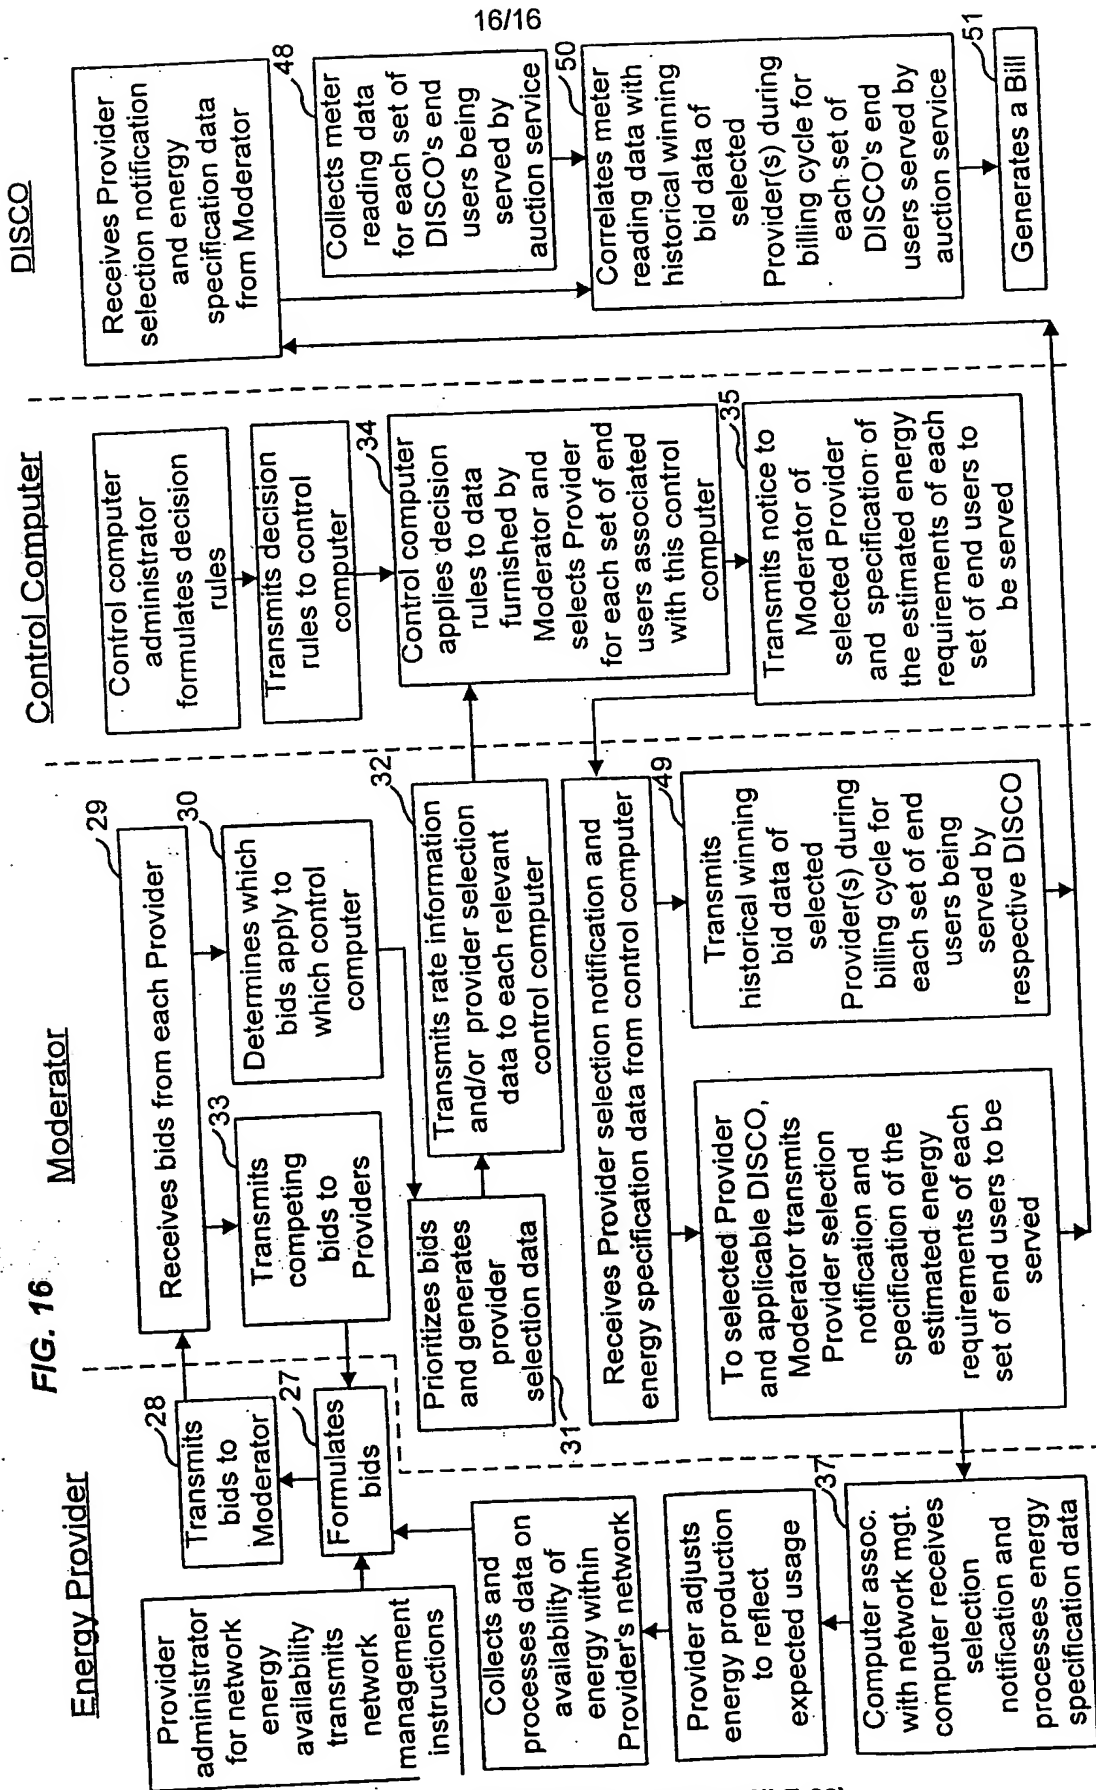 16/16
FIG. 16
Energy Provider
Provider
administrator
for network
energy
availability
transmits
network
management
instructions
28
Transmits
bids to
Moderator
27
Formulates
bids
Collects and
processes data on
availability of
energy within
Provider's network
Provider adjusts
energy production
to reflect
expected usage
37
Computer assoc.
with network mgt.
computer receives
selection
notification and
processes energy
specification data
Moderator
29
Receives bids from each Provider
33
Transmits
competing
bids to
Providers
30
Determines which
bids apply to
which control
computer
Prioritizes bids
and generates
provider
selection data
31
32
Transmits rate information
and/or provider selection
data to each relevant
control computer
Receives Provider selection notification and
energy specification data from control computer
To selected Provider
and applicable DISCO,
Moderator transmits
Provider selection
notification and
specification of the
estimated energy
requirements of each
set of end users to be
served
49
Transmits
historical winning
bid data of
selected
Provider(s) during
billing cycle for
each set of end
users being
served by
respective DISCO
Control Computer
Control computer
administrator
formulates decision
rules
Transmits decision
rules to control
computer
34
Control computer
applies decision
rules to data
furnished by
Moderator and
selects Provider
for each set of end
users associated
with this control
computer
35
Transmits notice to
Moderator of
selected Provider
and specification of
the estimated energy
requirements of each
set of end users to
be served
DISCO
Receives Provider
selection notification
and energy
specification data
from Moderator
48
Collects meter
reading data
for each set of
DISCO's end
users being
served by
auction service
50
Correlates meter
reading data with
historical winning
bid data of
selected
Provider(s) during
billing cycle for
each set of
DISCO's end
users served by
auction service
51
Generates a Bill